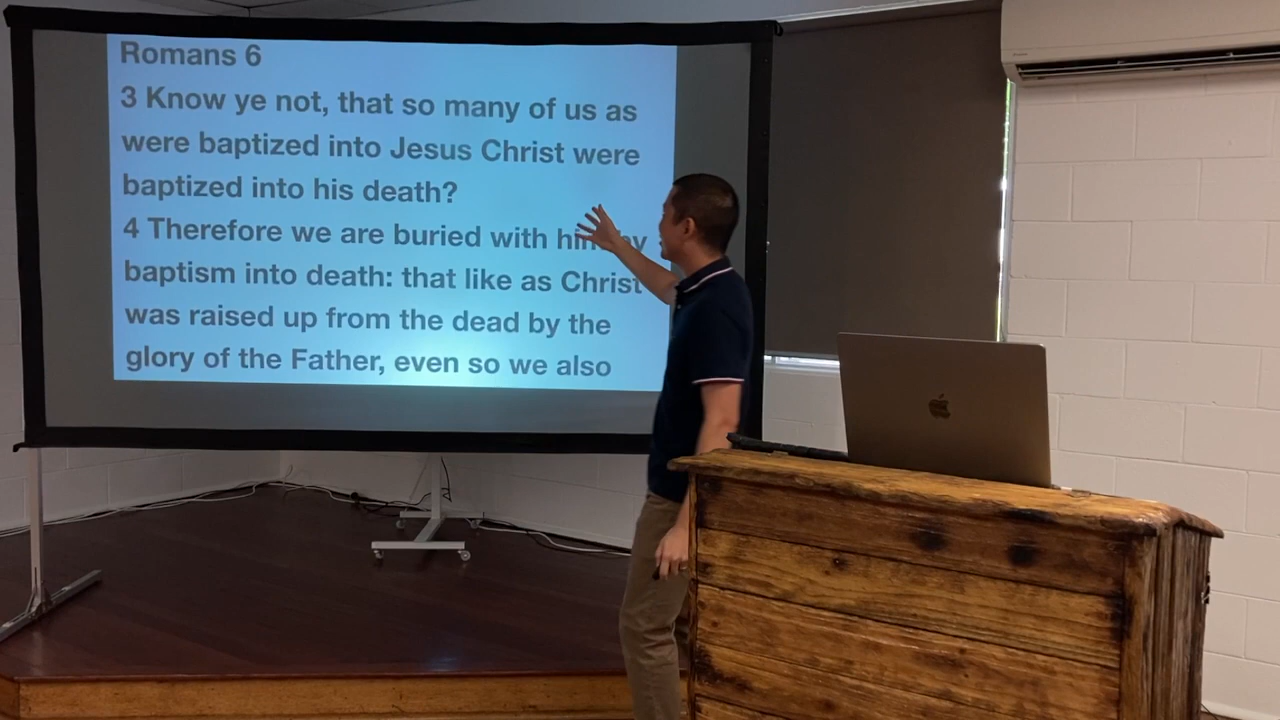 Romans 6
3 Know ye not, that so many of us as
were baptized into Jesus Christ were
baptized into his death?
4 Therefore we are buried with him by
baptism into death: that like as Christ
was raised up from the dead by the
glory of the Father, even so we also